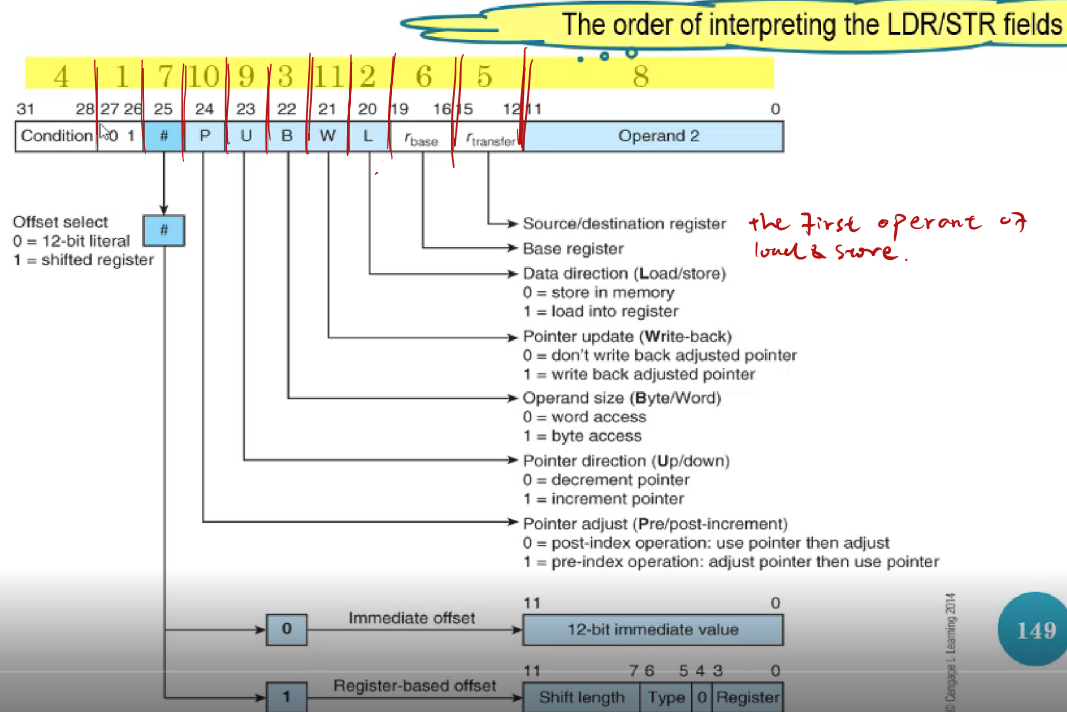 The order of interpreting the LDR/STR fields
4 1 7 10 9 3 11 2 6 5 8
31 28 27 26 25 24 23 22 21 20 19 16 15 12 11 0
Condition 0 1 # P U B W L rbase rtransfer Operand 2
Offset select
0 = 12-bit literal
1 = shifted register
#
Source/destination register
the first operant of
load & store.
Base register
Data direction (Load/store)
0 = store in memory
1 = load into register
Pointer update (Write-back)
0 = don't write back adjusted pointer
1 = write back adjusted pointer
Operand size (Byte/Word)
0 = word access
1 = byte access
Pointer direction (Up/down)
0 = decrement pointer
1 = increment pointer
Pointer adjust (Pre/post-increment)
0 = post-index operation: use pointer then adjust
1 = pre-index operation: adjust pointer then use pointer
11 0
0 Immediate offset 12-bit immediate value
11 7 6 5 4 3 0
1 Register-based offset Shift length Type 0 Register
© Cengage Learning 2014
149